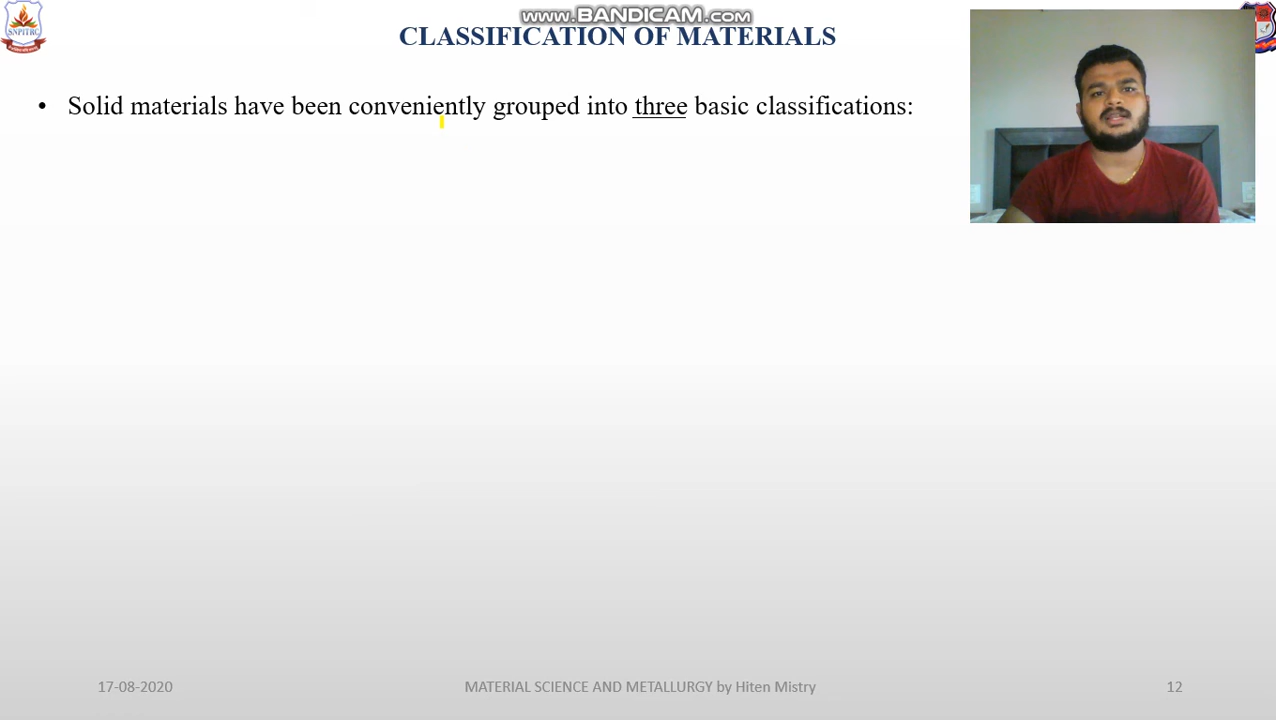 www.BANDICAM.com
SNPITRC
CLASSIFICATION OF MATERIALS
• Solid materials have been conveniently grouped into three basic classifications:
17-08-2020
MATERIAL SCIENCE AND METALLURGY by Hiten Mistry
12